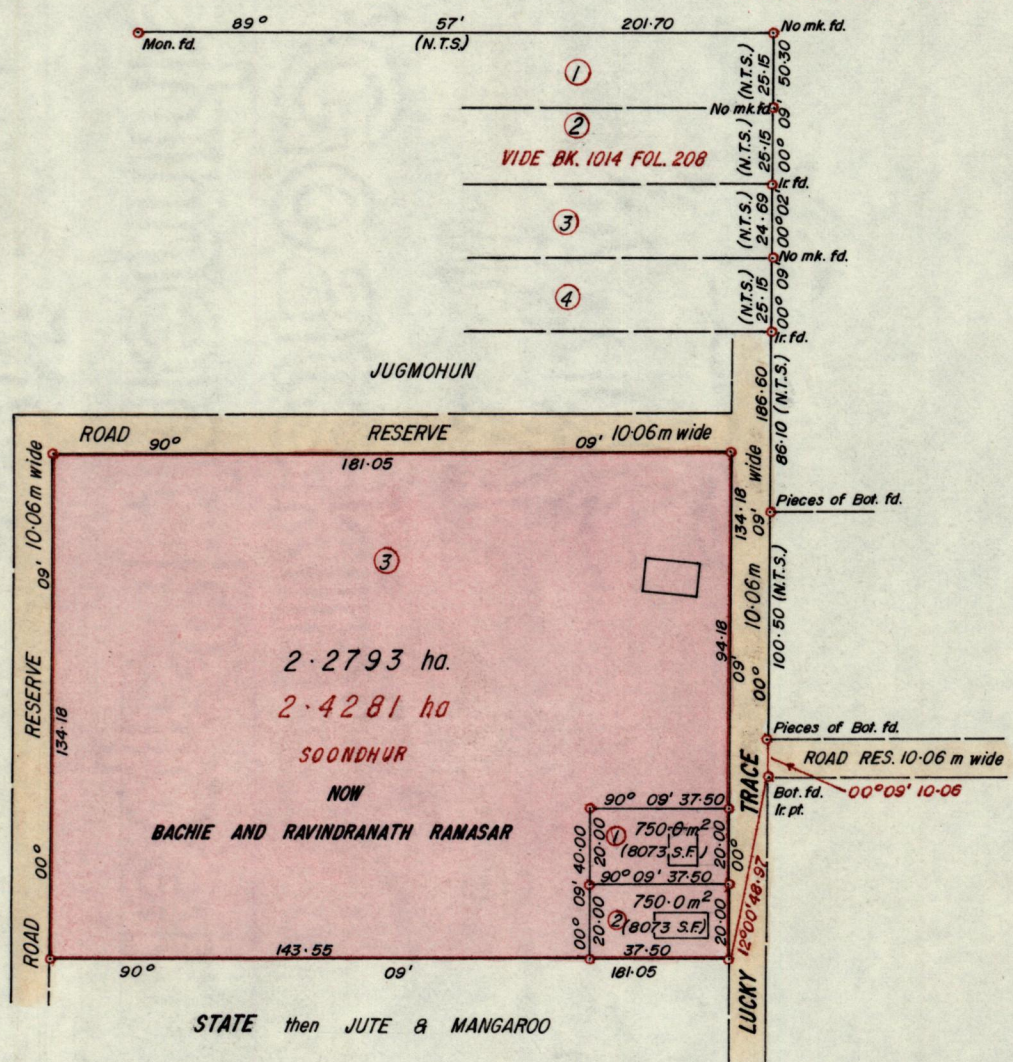 89° 57' 201.70
(N.T.S.)
Mon. fd.
No mk. fd.
(N.T.S.)
25·15
00° 09' 50·30
①
No mk. fd.
②
VIDE BK. 1014 FOL. 208
(N.T.S.)
25·15
Ir. fd.
③
(N.T.S.)
24·69
00°02'
No mk. fd.
④
(N.T.S.)
25·15
00° 09'
Ir. fd.
JUGMOHUN
186·60
86·10 (N.T.S.)
ROAD RESERVE 10·06m wide
90° 09'
181·05
ROAD RESERVE 10·06m wide
00° 09'
134·18
③
134·18
Pieces of Bot. fd.
100·50 (N.T.S.)
94·18
09'
LUCKY TRACE 10·06m wide
00° 09'
2·2793 ha.
2·4281 ha
SOONDHUR
NOW
BACHIE AND RAVINDRANATH RAMASAR
Pieces of Bot. fd.
ROAD RES. 10·06 m wide
00°09' 10·06
Bot. fd.
Ir. pt.
90° 09' 37·50
① 750·0 m²
(8073 S.F.)
20·00
20·00
00°
00° 09' 40·00
90° 09' 37·50
② 750·0 m²
(8073 S.F.)
20·00
20·00
12°00' 48·97
143·55
37·50
90° 09' 181·05
STATE then JUTE & MANGAROO